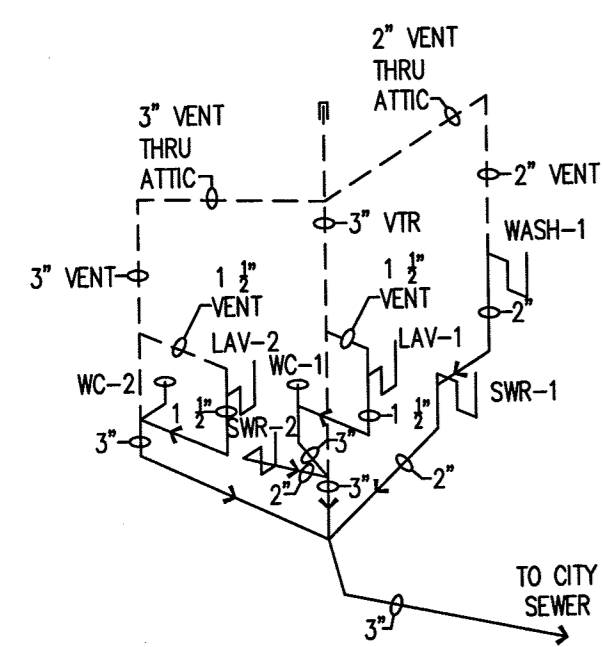 2" VENT
THRU
ATTIC
3" VENT
THRU
ATTIC
2" VENT
3" VTR
WASH-1
3" VENT
1 1/2"
VENT
1 1/2"
VENT
2"
LAV-2
WC-1
LAV-1
WC-2
SWR-1
1 1/2"
SWR-2
1 1/2"
3"
3"
2"
3"
2"
TO CITY
SEWER
3"